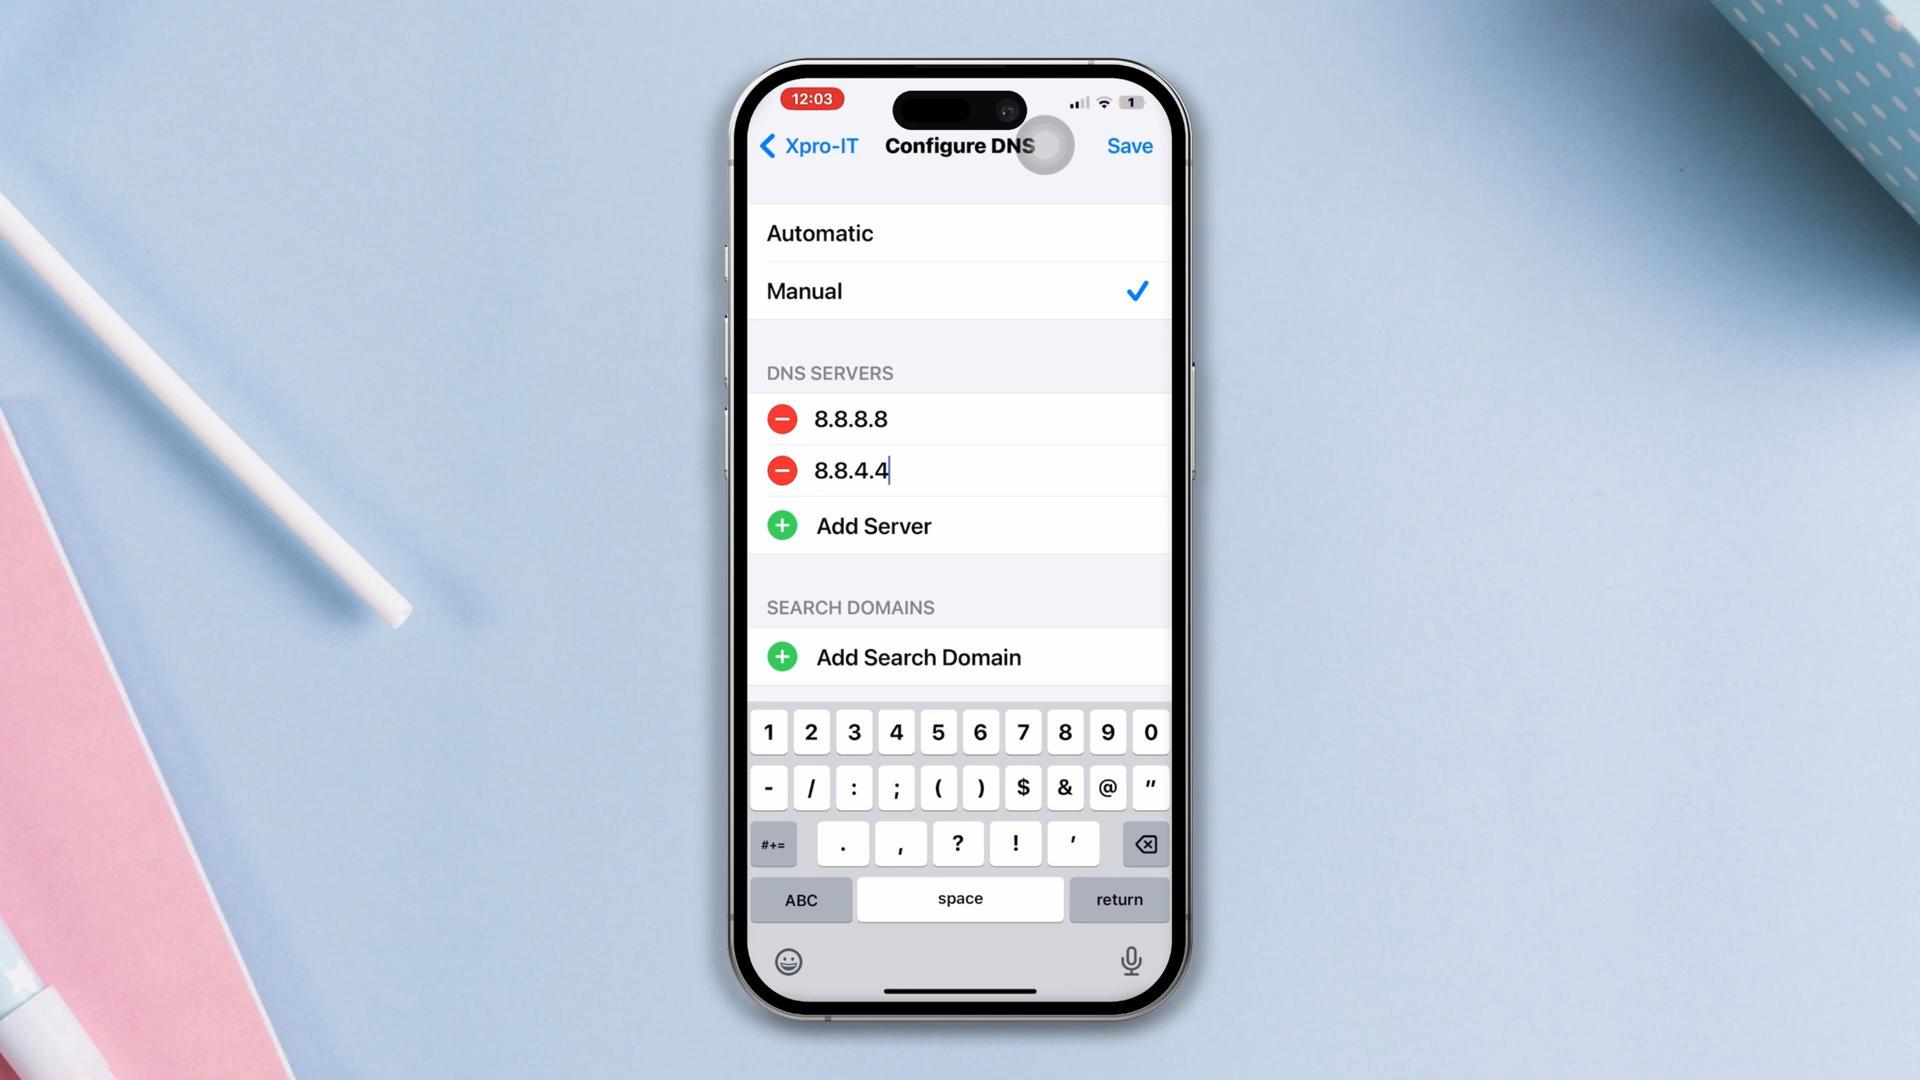 12:03
1
Xpro-IT Configure DNS Save
Automatic
Manual
DNS SERVERS
8.8.8.8
8.8.4.4
Add Server
SEARCH DOMAINS
Add Search Domain
1 2 3 4 5 6 7 8 9 0
- / : ; ( ) $ & @ "
#+= . , ? ! '
ABC space return